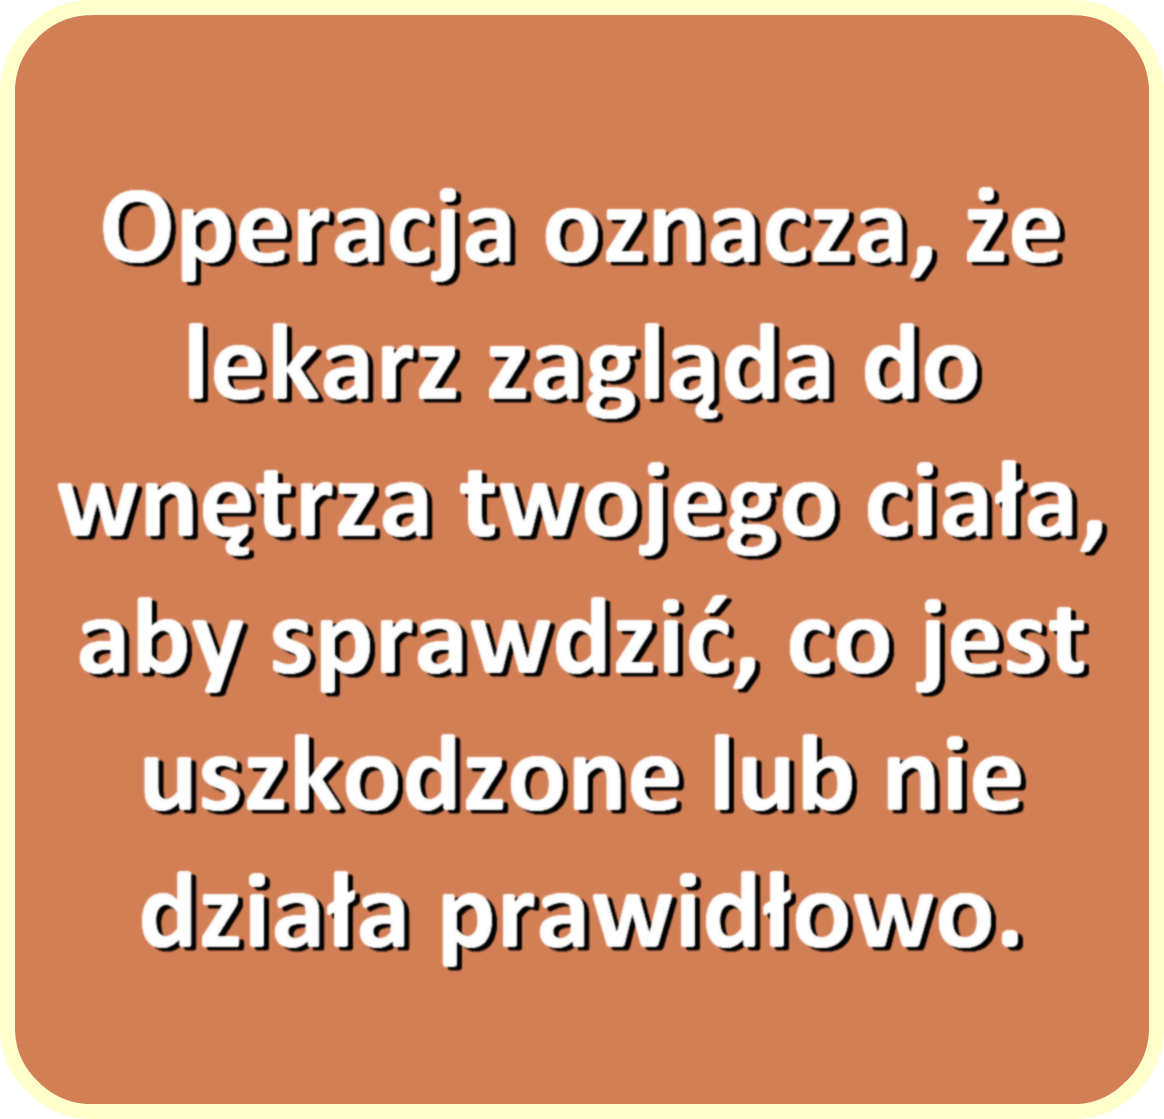 Operacja oznacza, że
lekarz zagląda do
wnętrza twojego ciała,
aby sprawdzić, co jest
uszkodzone lub nie
działa prawidłowo.